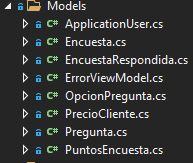 Models
C# ApplicationUser.cs
C# Encuesta.cs
C# EncuestaRespondida.cs
C# ErrorViewModel.cs
C# OpcionPregunta.cs
C# PrecioCliente.cs
C# Pregunta.cs
C# PuntosEncuesta.cs